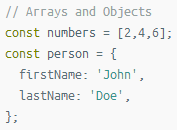 // Arrays and Objects
const numbers = [2,4,6];
const person = {
  firstName: 'John',
  lastName: 'Doe',
};